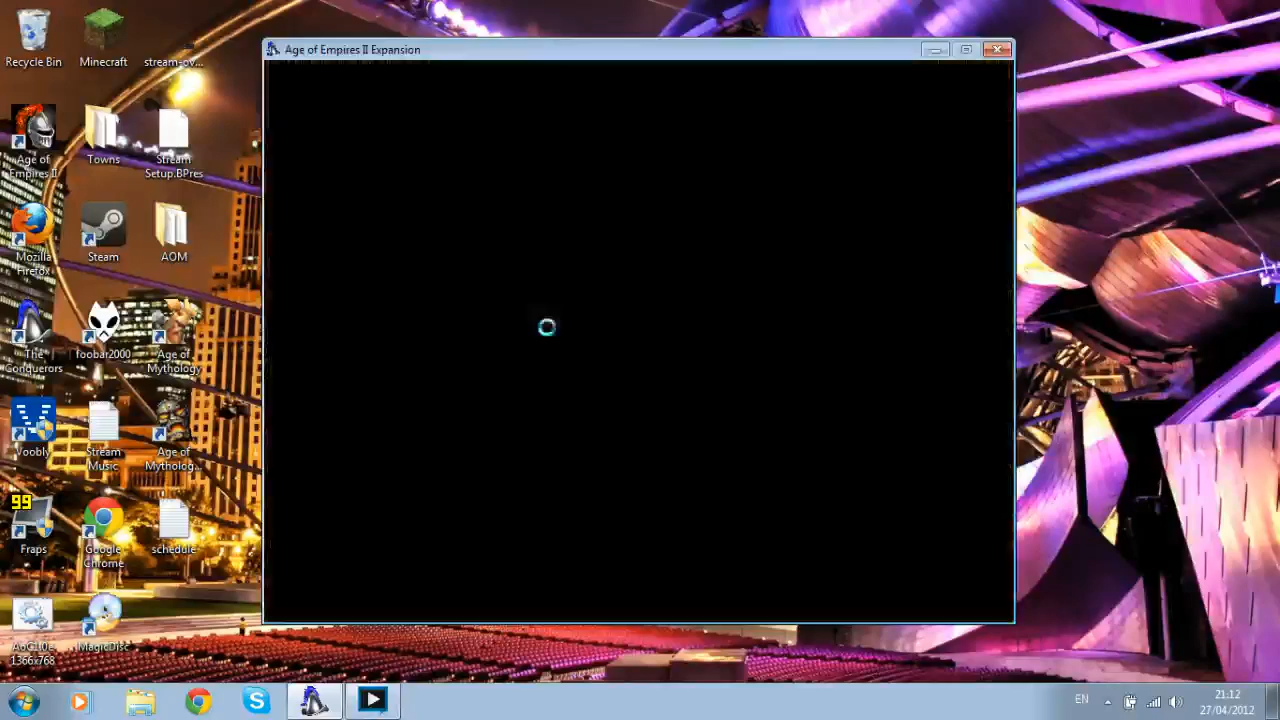 Age of Empires II Expansion
Recycle Bin
Minecraft
stream-ov...
Age of
Empires II
Towns
Stream
Setup.BPres
Mozilla
Firefox
Steam
AOM
The
Conquerors
foobar2000
Age of
Mythology
Voobly
Stream
Music
Age of
Mytholog...
99
Fraps
Google
Chrome
schedule
AoC1.0e
1366x768
MagicDisc
EN
21:12
27/04/2012